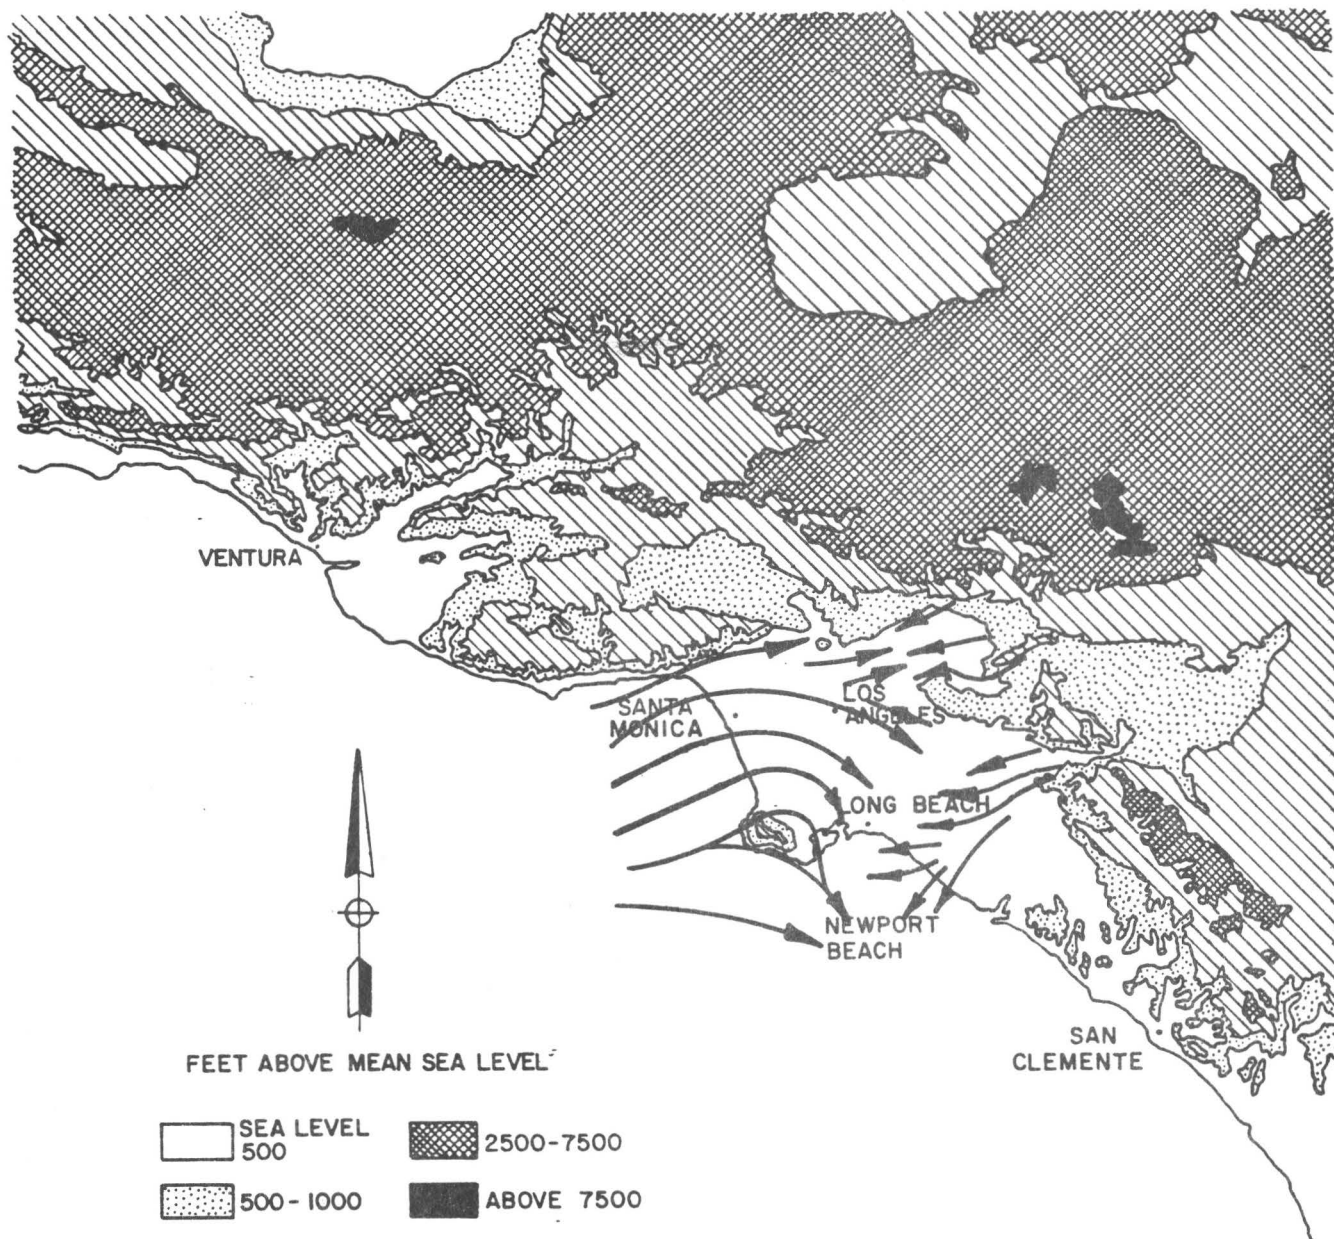 VENTURA
SANTA
MONICA
LOS
ANGELES
LONG BEACH
NEWPORT
BEACH
SAN
CLEMENTE
FEET ABOVE MEAN SEA LEVEL
SEA LEVEL
500
2500-7500
500-1000
ABOVE 7500